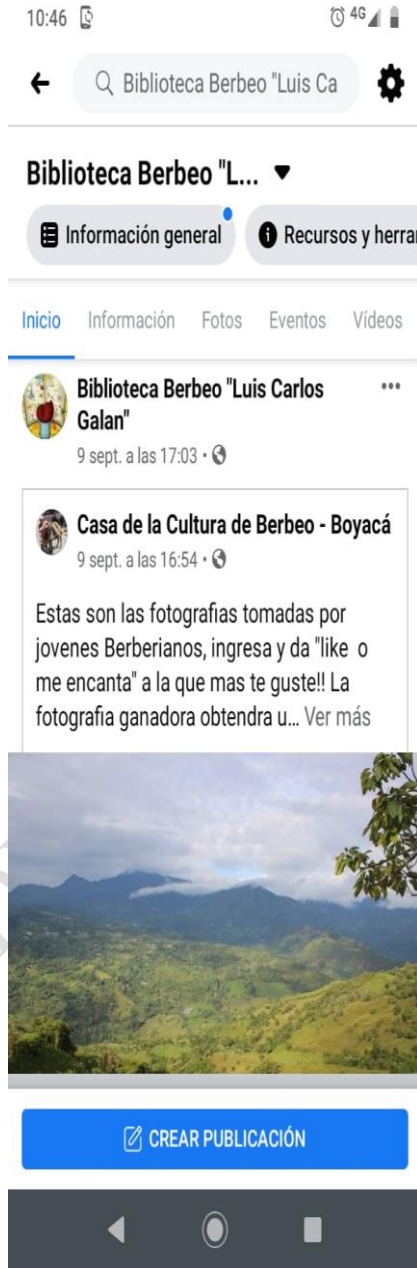 10:46
4G
Biblioteca Berbeo "Luis Ca
Biblioteca Berbeo "L...
Información general
Recursos y herrar
Inicio Información Fotos Eventos Vídeos
Biblioteca Berbeo "Luis Carlos
Galan"
9 sept. a las 17:03 •
Casa de la Cultura de Berbeo - Boyacá
9 sept. a las 16:54 •
Estas son las fotografias tomadas por
jovenes Berberianos, ingresa y da "like o
me encanta" a la que mas te guste!! La
fotografia ganadora obtendra u... Ver más
CREAR PUBLICACIÓN